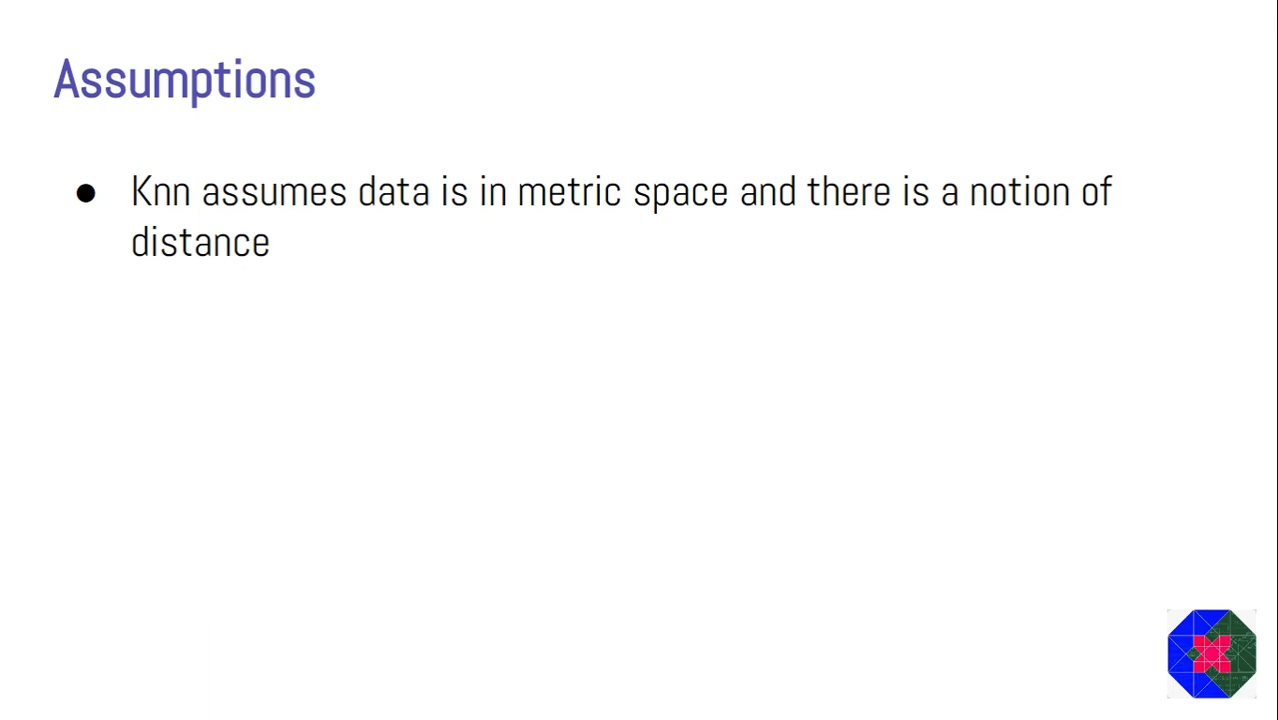 Assumptions
● Knn assumes data is in metric space and there is a notion of
distance